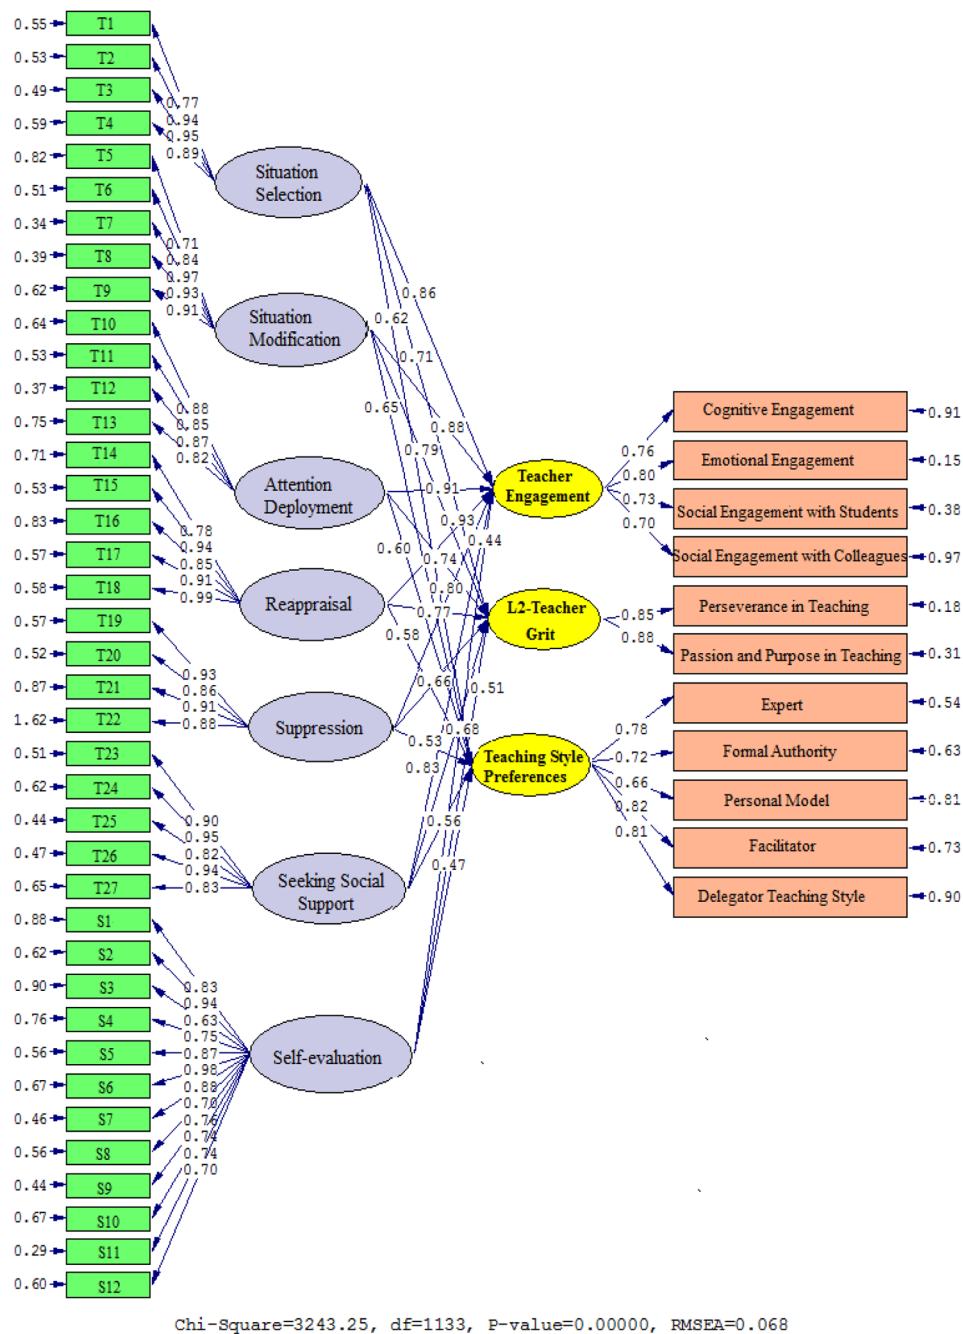 0.55 T1
0.53 T2
0.49 T3
0.59 T4
0.82 T5
0.51 T6
0.34 T7
0.39 T8
0.62 T9
0.64 T10
0.53 T11
0.37 T12
0.75 T13
0.71 T14
0.53 T15
0.83 T16
0.57 T17
0.58 T18
0.57 T19
0.52 T20
0.87 T21
1.62 T22
0.51 T23
0.62 T24
0.44 T25
0.47 T26
0.65 T27
0.88 S1
0.62 S2
0.90 S3
0.76 S4
0.56 S5
0.67 S6
0.46 S7
0.56 S8
0.44 S9
0.67 S10
0.29 S11
0.60 S12
0.77
0.94
0.95
0.89
0.71
0.84
0.97
0.93
0.91
0.88
0.85
0.87
0.82
0.78
0.94
0.85
0.91
0.99
0.93
0.86
0.91
0.88
0.90
0.95
0.82
0.94
0.83
0.83
0.94
0.63
0.75
0.87
0.98
0.88
0.70
0.76
0.74
0.74
0.70
Situation
Selection
Situation
Modification
Attention
Deployment
Reappraisal
Suppression
Seeking Social
Support
Self-evaluation
0.86
0.62
0.71
0.65
0.88
0.79
0.91
0.93
0.44
0.60
0.74
0.80
0.77
0.58
0.66
0.51
0.68
0.53
0.83
0.56
0.47
Teacher
Engagement
L2-Teacher
Grit
Teaching Style
Preferences
0.76
0.80
0.73
0.70
0.85
0.88
0.78
0.72
0.66
0.82
0.81
Cognitive Engagement 0.91
Emotional Engagement 0.15
Social Engagement with Students 0.38
Social Engagement with Colleagues 0.97
Perseverance in Teaching 0.18
Passion and Purpose in Teaching 0.31
Expert 0.54
Formal Authority 0.63
Personal Model 0.81
Facilitator 0.73
Delegator Teaching Style 0.90
Chi-Square=3243.25, df=1133, P-value=0.00000, RMSEA=0.068